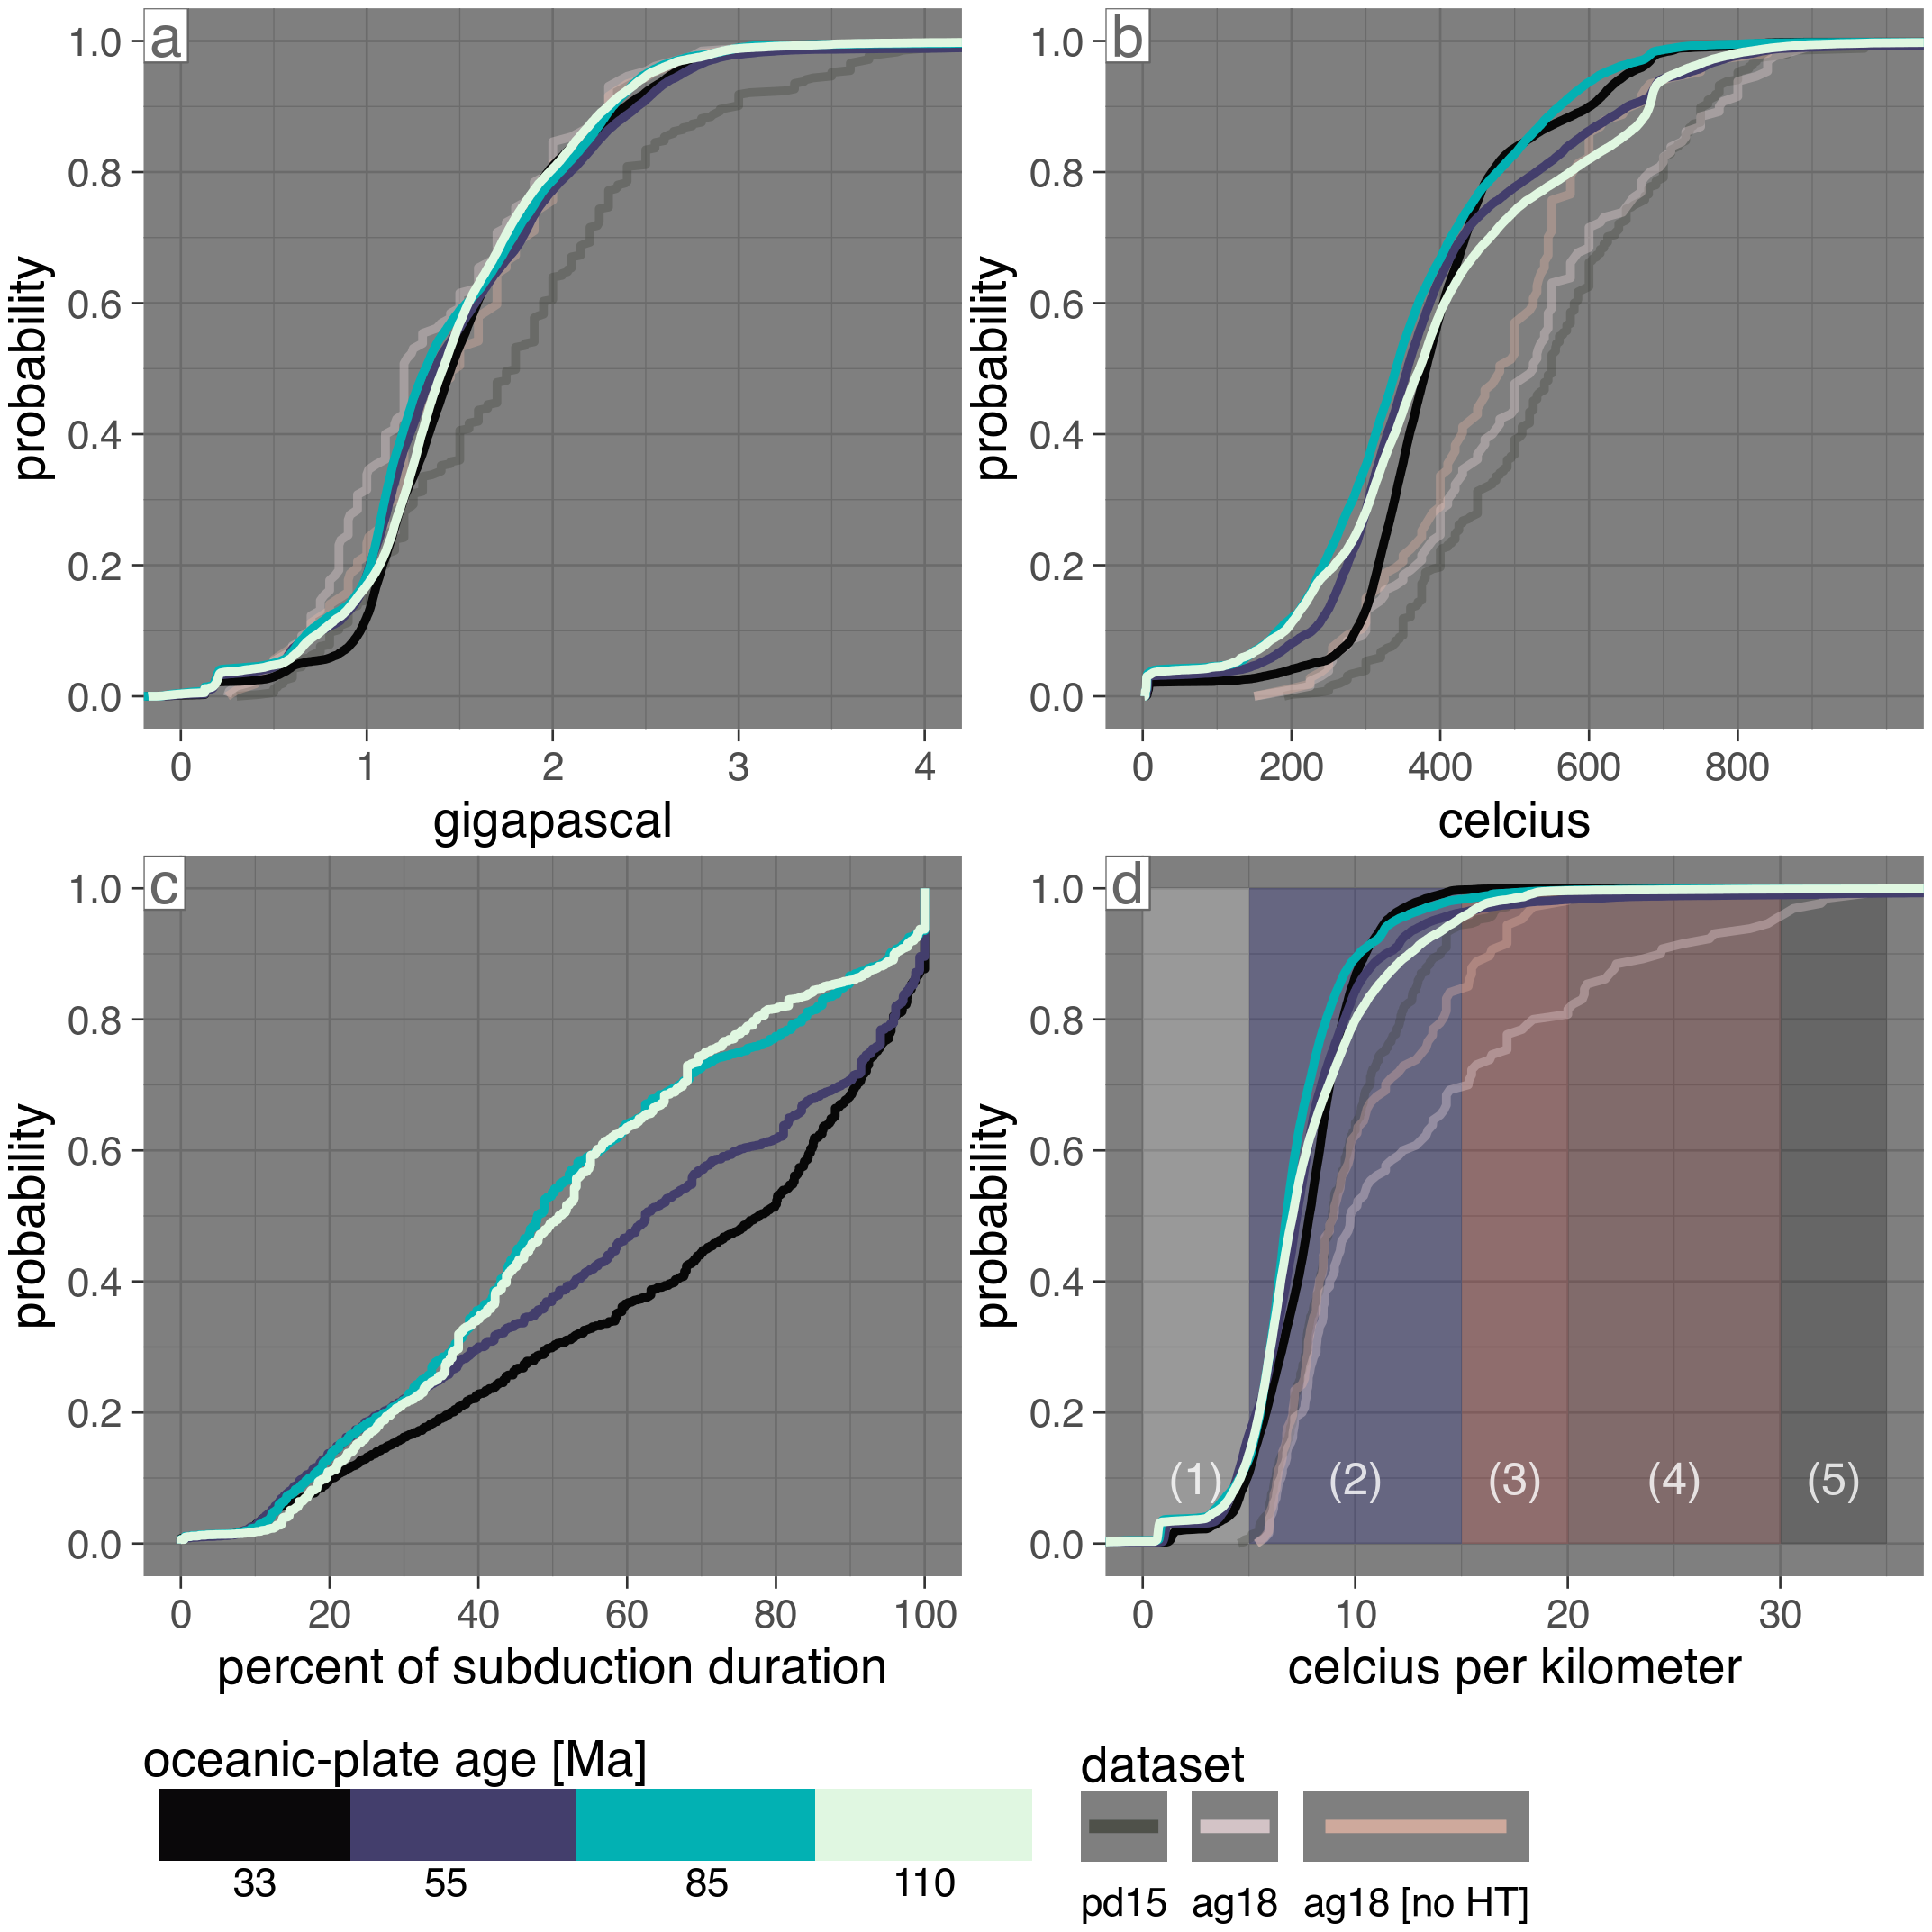 a
b
1.0
0.8
0.6
0.4
0.2
0.0
probability
0 1 2 3 4
gigapascal
1.0
0.8
0.6
0.4
0.2
0.0
probability
0 200 400 600 800
celcius
c
d
1.0
0.8
0.6
0.4
0.2
0.0
probability
0 20 40 60 80 100
percent of subduction duration
1.0
0.8
0.6
0.4
0.2
0.0
probability
(1) (2) (3) (4) (5)
0 10 20 30
celcius per kilometer
oceanic-plate age [Ma]
33 55 85 110
dataset
pd15 ag18 ag18 [no HT]